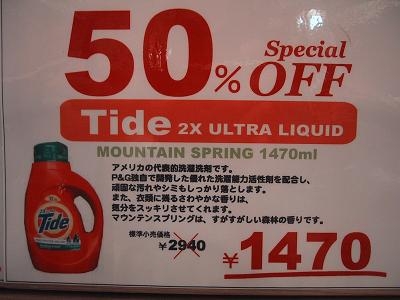 50% Special OFF
Tide 2X ULTRA LIQUID
MOUNTAIN SPRING 1470ml
アメリカの代表的洗濯洗剤です。
P&G独自で開発した優れた洗濯能力活性剤を配合し、
頑固な汚れやシミもしっかり落とします。
また、衣類に残るさわやかな香りは、
気分をスッキリさせてくれます。
マウンテンスプリングは、すがすがしい森林の香りです。
標準小売価格
¥2940
¥1470
Tide